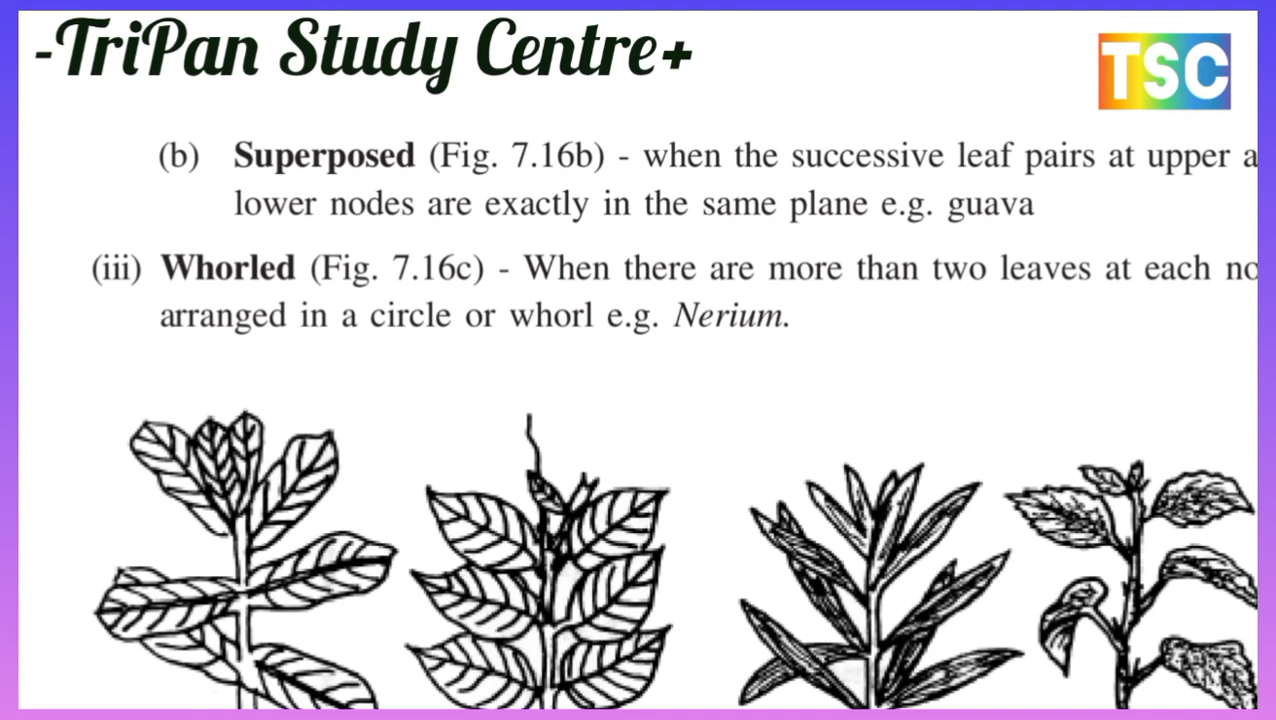 -TriPan Study Centre+
TSC
(b) Superposed (Fig. 7.16b) - when the successive leaf pairs at upper a
lower nodes are exactly in the same plane e.g. guava
(iii) Whorled (Fig. 7.16c) - When there are more than two leaves at each no
arranged in a circle or whorl e.g. Nerium.